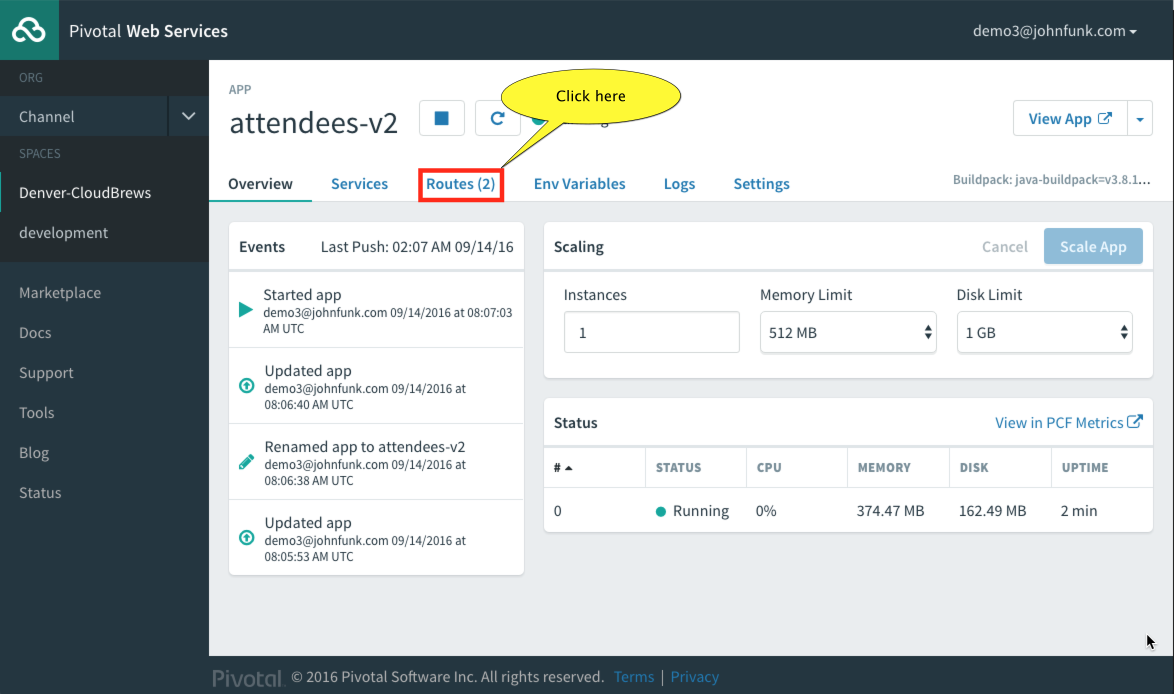 Pivotal Web Services
demo3@johnfunk.com
ORG
Channel
SPACES
Denver-CloudBrews
development
Marketplace
Docs
Support
Tools
Blog
Status
APP
attendees-v2
Click here
View App
Overview
Services
Routes (2)
Env Variables
Logs
Settings
Buildpack: java-buildpack=v3.8.1...
Events
Last Push: 02:07 AM 09/14/16
Started app
demo3@johnfunk.com 09/14/2016 at 08:07:03
AM UTC
Updated app
demo3@johnfunk.com 09/14/2016 at
08:06:40 AM UTC
Renamed app to attendees-v2
demo3@johnfunk.com 09/14/2016 at
08:06:38 AM UTC
Updated app
demo3@johnfunk.com 09/14/2016 at
08:05:53 AM UTC
Scaling
Cancel
Scale App
Instances
Memory Limit
Disk Limit
1
512 MB
1 GB
Status
View in PCF Metrics
# STATUS CPU MEMORY DISK UPTIME
0 Running 0% 374.47 MB 162.49 MB 2 min
Pivotal. © 2016 Pivotal Software Inc. All rights reserved. Terms | Privacy